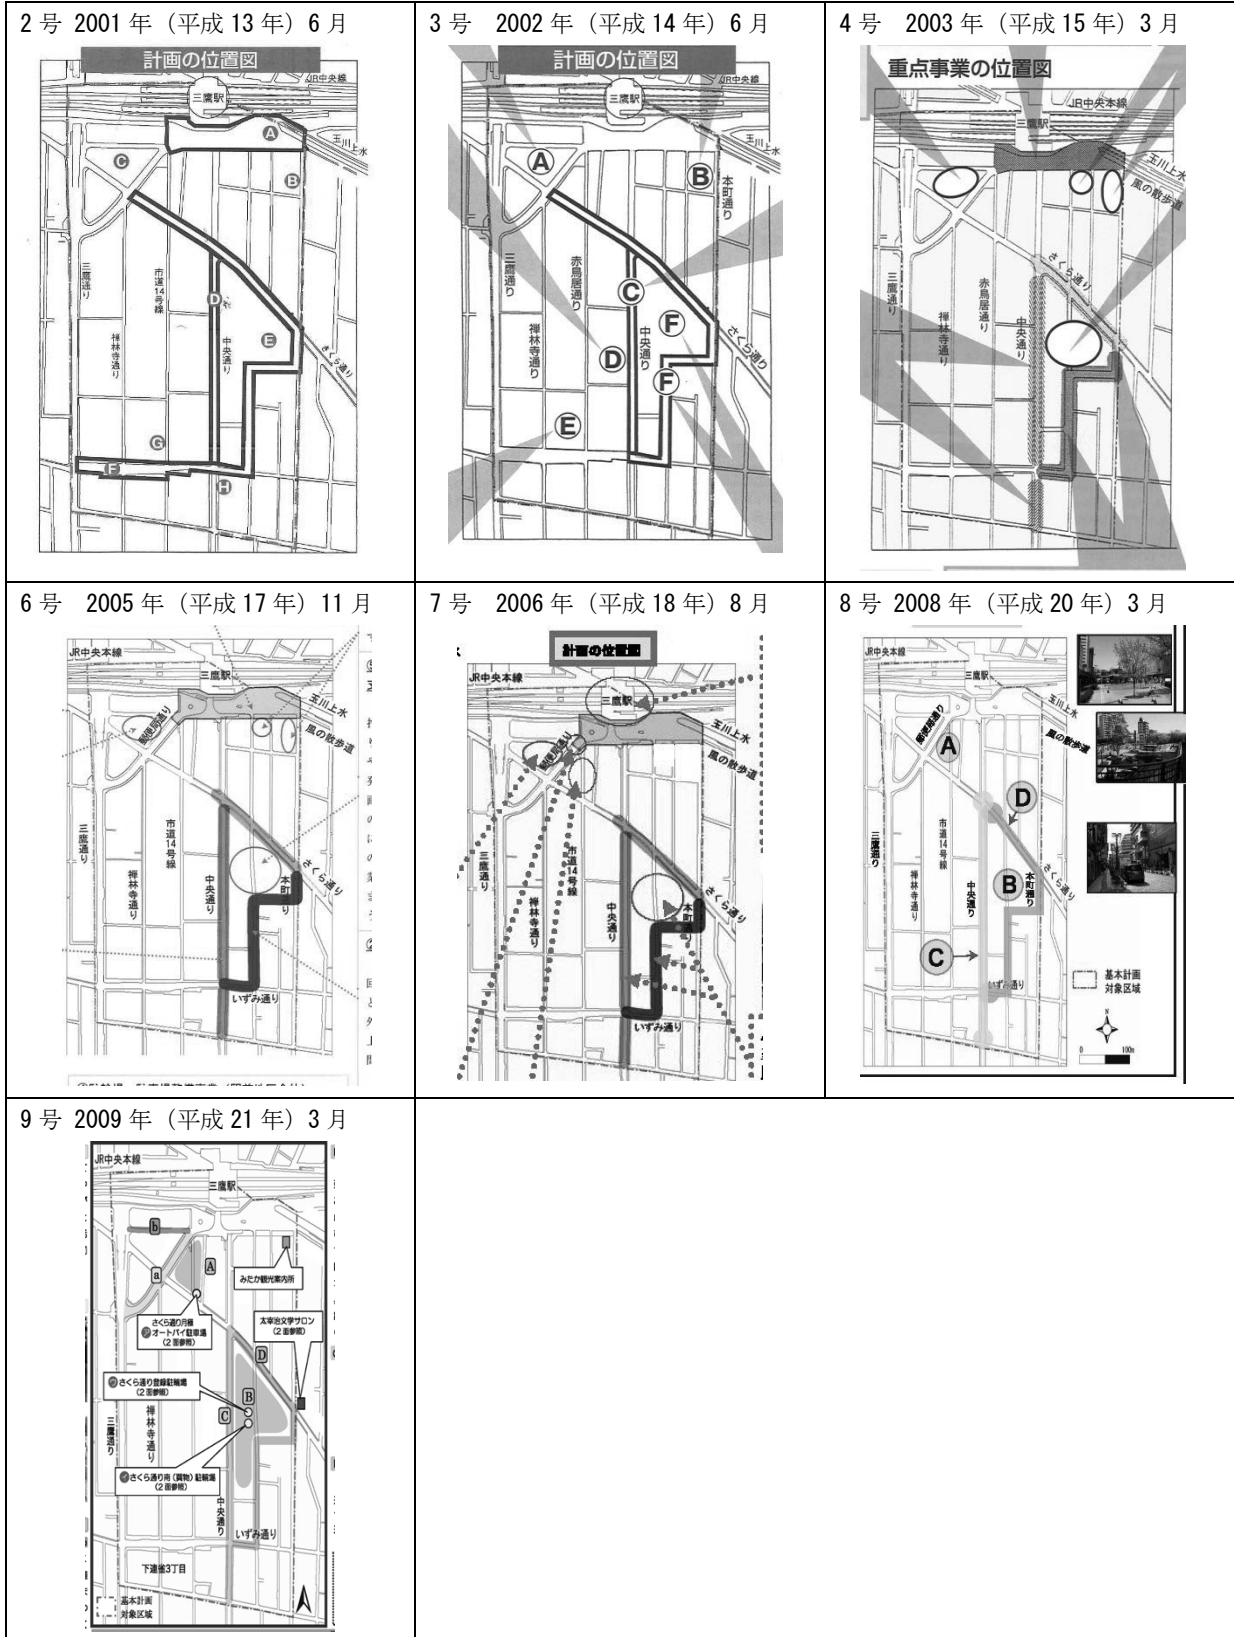 2号 2001年（平成13年）6月
計画の位置図
JR中央線
三鷹駅
玉川上水
A
C
B
三鷹通り
市道14号線
D
禅林寺通り
中央通り
E
さくら通り
G
F
H
3号 2002年（平成14年）6月
計画の位置図
JR中央線
三鷹駅
玉川上水
A
B
本町通り
三鷹通り
赤鳥居通り
C
禅林寺通り
中央通り
F
さくら通り
D
F
E
4号 2003年（平成15年）3月
重点事業の位置図
JR中央本線
三鷹駅
玉川上水
風の散歩道
さくら通り
三鷹通り
赤鳥居通り
禅林寺通り
中央通り
6号 2005年（平成17年）11月
JR中央本線
三鷹駅
玉川上水
風の散歩道
郵便局通り
三鷹通り
市道14号線
禅林寺通り
中央通り
さくら通り
本町通り
いずみ通り
7号 2006年（平成18年）8月
計画の位置図
JR中央本線
三鷹駅
玉川上水
風の散歩道
郵便局通り
三鷹通り
市道14号線
禅林寺通り
中央通り
さくら通り
本町通り
いずみ通り
8号 2008年（平成20年）3月
JR中央本線
三鷹駅
玉川上水
風の散歩道
郵便局通り
A
D
三鷹通り
市道14号線
禅林寺通り
中央通り
B
本町通り
さくら通り
C
いずみ通り
基本計画
対象区域
N
0 100m
9号 2009年（平成21年）3月
JR中央本線
三鷹駅
b
a
A
みたか観光案内所
さくら通り月極
ア オートバイ駐車場
（2面参照）
太宰治文学サロン
（2面参照）
D
さくら通り登録駐輪場
（2面参照）
B
C
三鷹通り
禅林寺通り
イ さくら通り南（買物）駐輪場
（2面参照）
中央通り
いずみ通り
下連雀3丁目
基本計画
対象区域